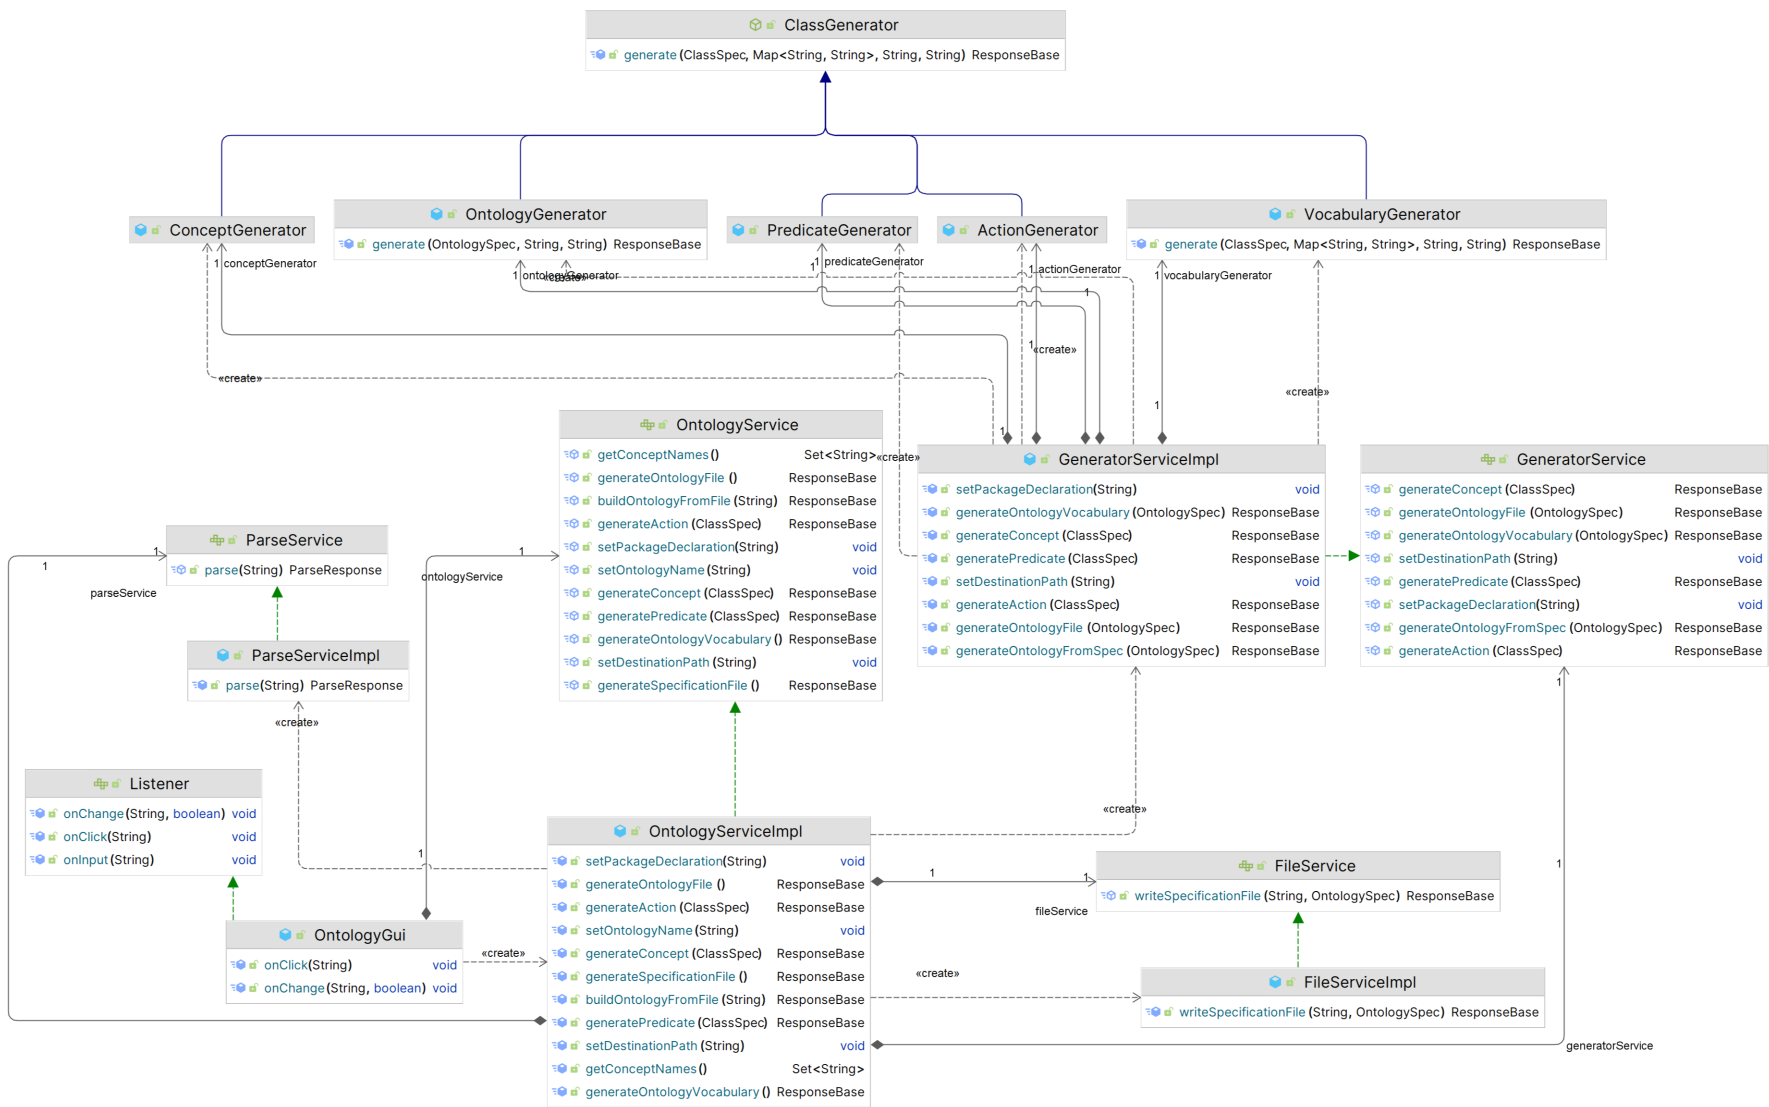 ClassGenerator
generate(ClassSpec, Map<String, String>, String, String) ResponseBase
ConceptGenerator
OntologyGenerator
generate(OntologySpec, String, String) ResponseBase
PredicateGenerator
ActionGenerator
VocabularyGenerator
generate(ClassSpec, Map<String, String>, String, String) ResponseBase
1 conceptGenerator
1 ontologyGenerator
«create»
1
1 predicateGenerator
1 actionGenerator
1 vocabularyGenerator
1
1 «create»
«create»
«create»
1
1
«create»
OntologyService
getConceptNames() Set<String>
generateOntologyFile () ResponseBase
buildOntologyFromFile (String) ResponseBase
generateAction (ClassSpec) ResponseBase
setPackageDeclaration(String) void
setOntologyName(String) void
generateConcept (ClassSpec) ResponseBase
generatePredicate (ClassSpec) ResponseBase
generateOntologyVocabulary () ResponseBase
setDestinationPath (String) void
generateSpecificationFile () ResponseBase
GeneratorServiceImpl
setPackageDeclaration(String) void
generateOntologyVocabulary (OntologySpec) ResponseBase
generateConcept (ClassSpec) ResponseBase
generatePredicate (ClassSpec) ResponseBase
setDestinationPath (String) void
generateAction (ClassSpec) ResponseBase
generateOntologyFile (OntologySpec) ResponseBase
generateOntologyFromSpec (OntologySpec) ResponseBase
GeneratorService
generateConcept (ClassSpec) ResponseBase
generateOntologyFile (OntologySpec) ResponseBase
generateOntologyVocabulary (OntologySpec) ResponseBase
setDestinationPath (String) void
generatePredicate (ClassSpec) ResponseBase
setPackageDeclaration(String) void
generateOntologyFromSpec (OntologySpec) ResponseBase
generateAction (ClassSpec) ResponseBase
ParseService
parse(String) ParseResponse
1
1
parseService
1
ontologyService
ParseServiceImpl
parse(String) ParseResponse
«create»
1
Listener
onChange(String, boolean) void
onClick(String) void
onInput(String) void
«create»
1
OntologyGui
onClick(String) void
onChange(String, boolean) void
«create»
OntologyServiceImpl
setPackageDeclaration(String) void
generateOntologyFile () ResponseBase
generateAction (ClassSpec) ResponseBase
setOntologyName(String) void
generateConcept (ClassSpec) ResponseBase
generateSpecificationFile () ResponseBase
buildOntologyFromFile (String) ResponseBase
generatePredicate (ClassSpec) ResponseBase
setDestinationPath (String) void
getConceptNames() Set<String>
generateOntologyVocabulary () ResponseBase
1
1
fileService
FileService
writeSpecificationFile (String, OntologySpec) ResponseBase
1
«create»
FileServiceImpl
writeSpecificationFile (String, OntologySpec) ResponseBase
generatorService